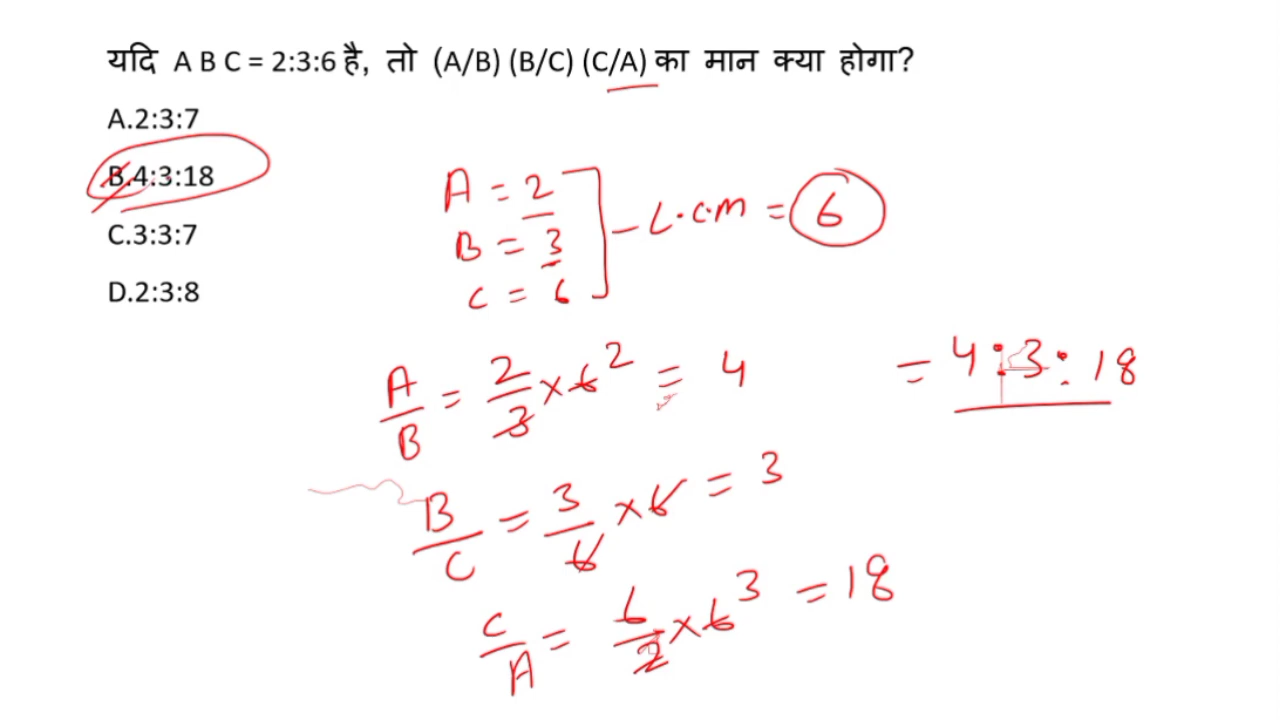 यदि A B C = 2:3:6 है, तो (A/B) (B/C) (C/A) का मान क्या होगा?
A.2:3:7
B.4:3:18
C.3:3:7
D.2:3:8
A = 2
B = 3
C = 6
L.C.M = 6
A/B = 2/3 × 6 2 = 4
= 4:3:18
B/C = 3/6 × 6 = 3
C/A = 6/2 × 6 3 = 18